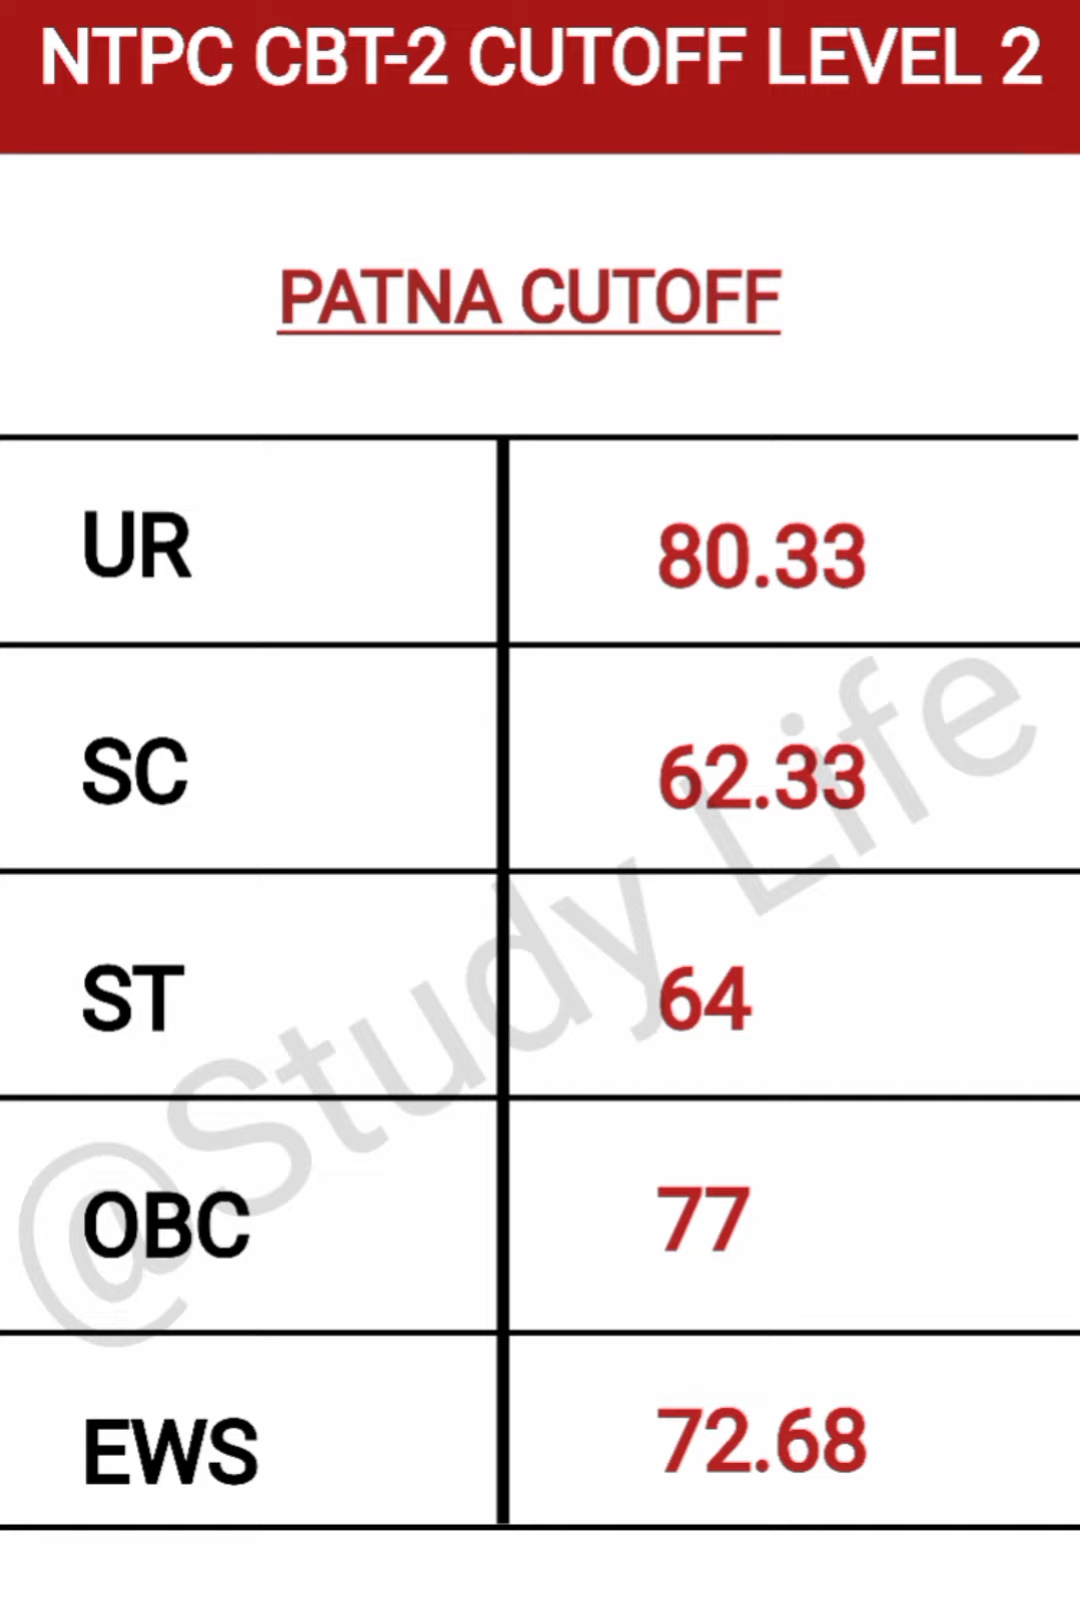 NTPC CBT-2 CUTOFF LEVEL 2
PATNA CUTOFF
UR 80.33
SC 62.33
ST 64
OBC 77
EWS 72.68
@Study Life